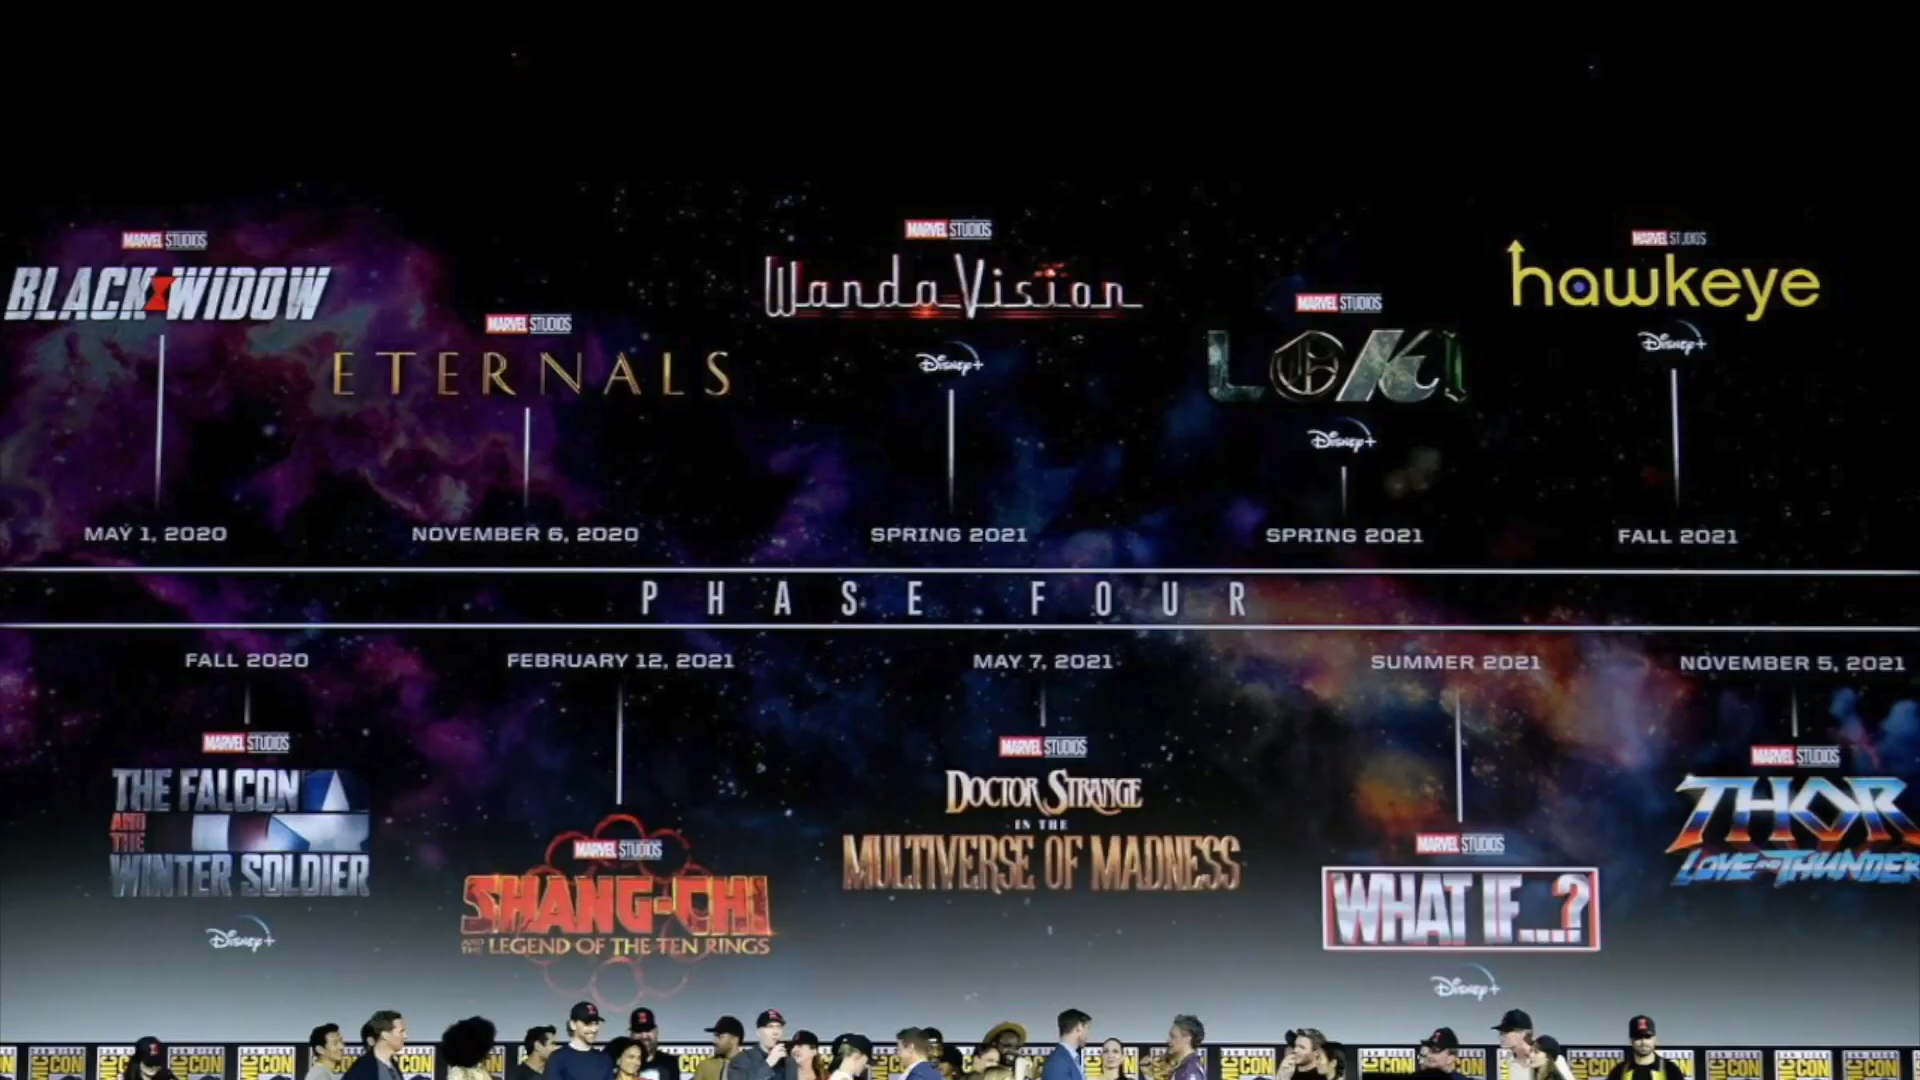 MARVEL STUDIOS
BLACK WIDOW
MAY 1, 2020
MARVEL STUDIOS
ETERNALS
NOVEMBER 6, 2020
MARVEL STUDIOS
WandaVision
Disney+
SPRING 2021
MARVEL STUDIOS
LOKI
Disney+
SPRING 2021
MARVEL STUDIOS
hawkeye
Disney+
FALL 2021
PHASE FOUR
FALL 2020
MARVEL STUDIOS
THE FALCON
AND
THE
WINTER SOLDIER
Disney+
FEBRUARY 12, 2021
MARVEL STUDIOS
SHANG-CHI
AND THE LEGEND OF THE TEN RINGS
MAY 7, 2021
MARVEL STUDIOS
DOCTOR STRANGE
IN THE
MULTIVERSE OF MADNESS
SUMMER 2021
MARVEL STUDIOS
WHAT IF...?
Disney+
NOVEMBER 5, 2021
MARVEL STUDIOS
THOR
LOVE AND THUNDER
SAN DIEGO
COMIC CON